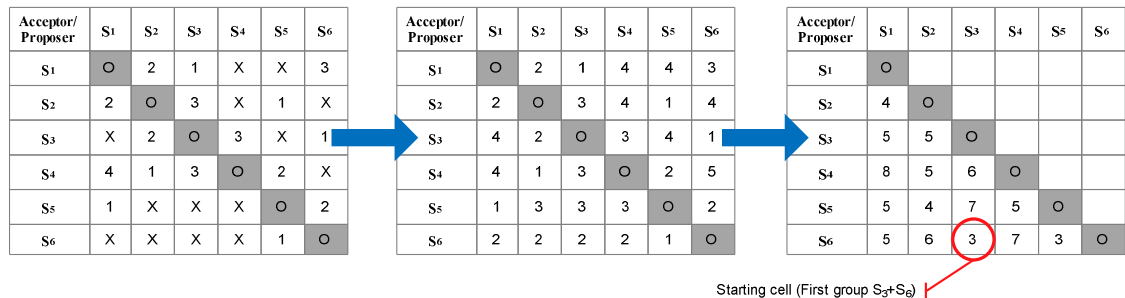 Acceptor/ Proposer S1 S2 S3 S4 S5 S6
S1 O 2 1 X X 3
S2 2 O 3 X 1 X
S3 X 2 O 3 X 1
S4 4 1 3 O 2 X
S5 1 X X X O 2
S6 X X X X 1 O
Acceptor/ Proposer S1 S2 S3 S4 S5 S6
S1 O 2 1 4 4 3
S2 2 O 3 4 1 4
S3 4 2 O 3 4 1
S4 4 1 3 O 2 5
S5 1 3 3 3 O 2
S6 2 2 2 2 1 O
Acceptor/ Proposer S1 S2 S3 S4 S5 S6
S1 O
S2 4 O
S3 5 5 O
S4 8 5 6 O
S5 5 4 7 5 O
S6 5 6 3 7 3 O
Starting cell (First group S3+S6)